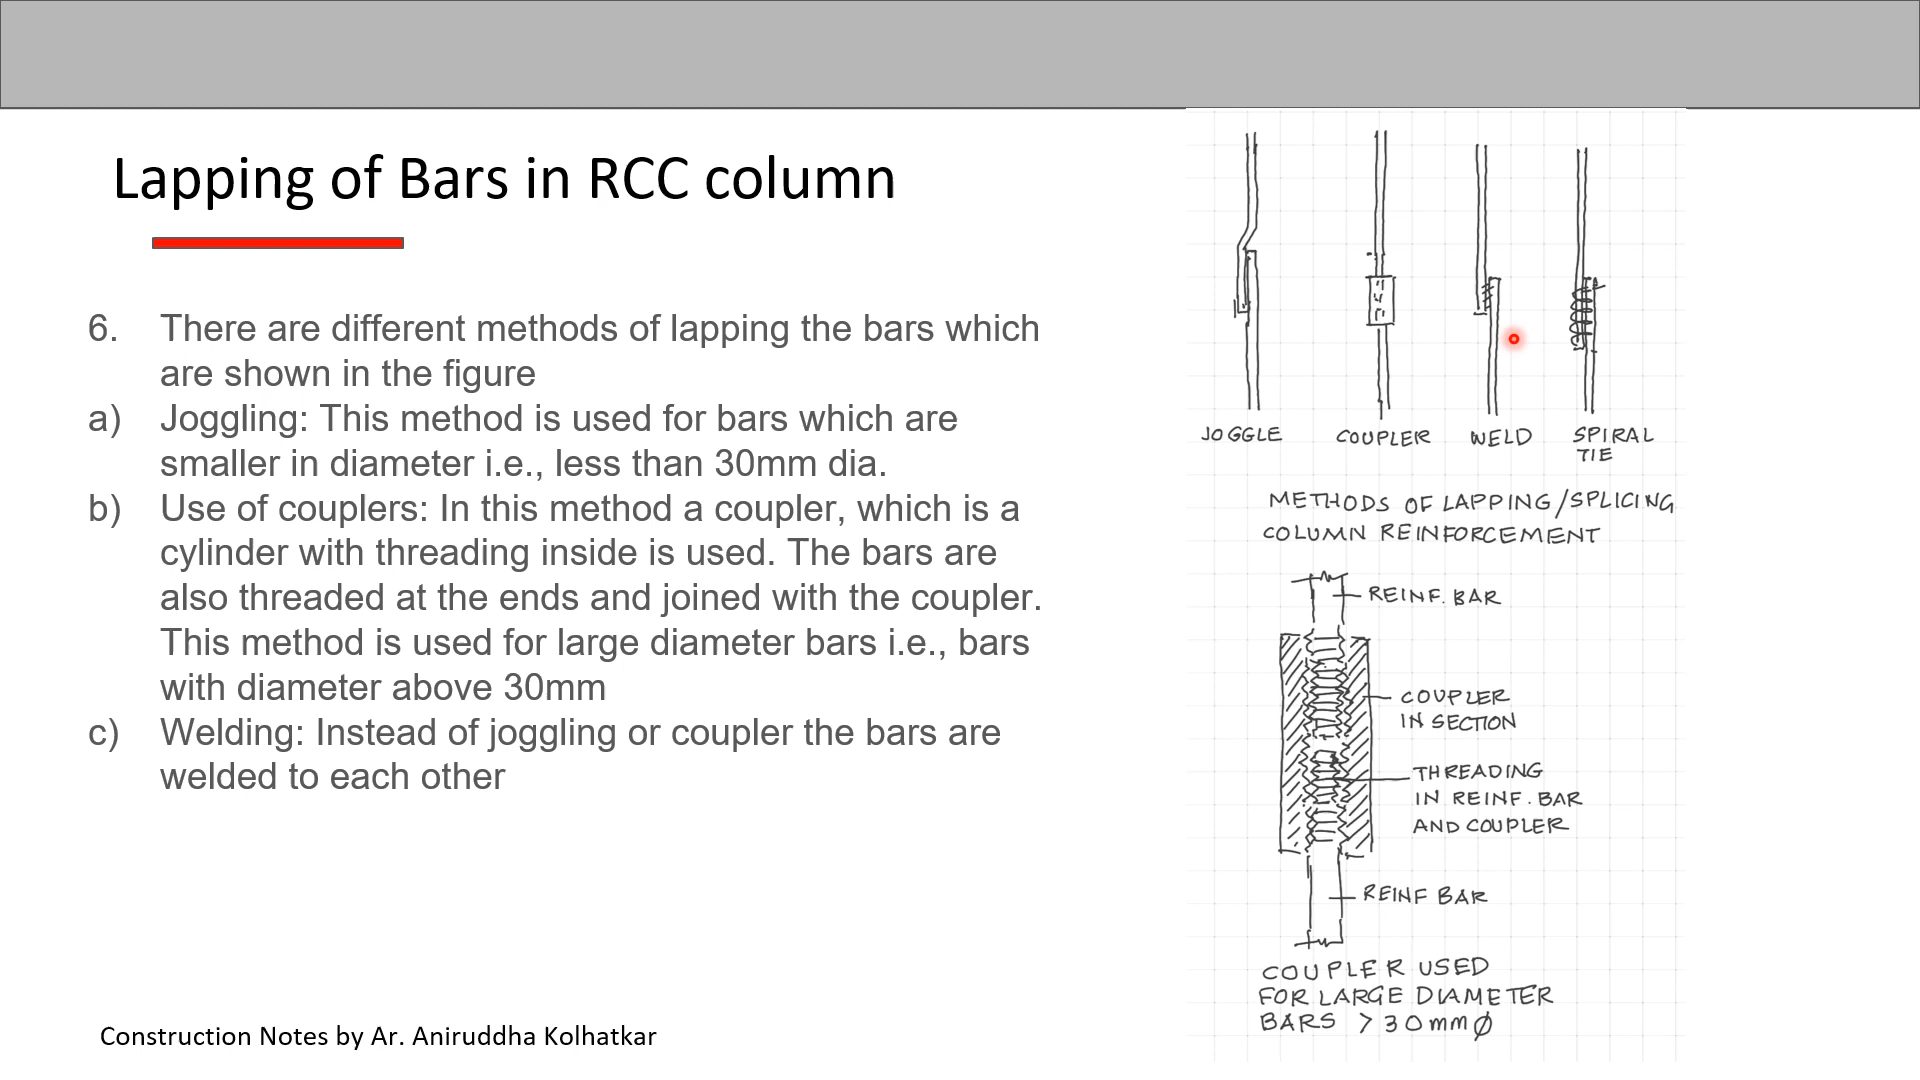 Lapping of Bars in RCC column
6. There are different methods of lapping the bars which
are shown in the figure
a) Joggling: This method is used for bars which are
smaller in diameter i.e., less than 30mm dia.
b) Use of couplers: In this method a coupler, which is a
cylinder with threading inside is used. The bars are
also threaded at the ends and joined with the coupler.
This method is used for large diameter bars i.e., bars
with diameter above 30mm
c) Welding: Instead of joggling or coupler the bars are
welded to each other
Construction Notes by Ar. Aniruddha Kolhatkar
JOGGLE COUPLER WELD SPIRAL
TIE
METHODS OF LAPPING/SPLICING
COLUMN REINFORCEMENT
REINF. BAR
COUPLER
IN SECTION
THREADING
IN REINF. BAR
AND COUPLER
REINF BAR
COUPLER USED
FOR LARGE DIAMETER
BARS > 30mm Ø